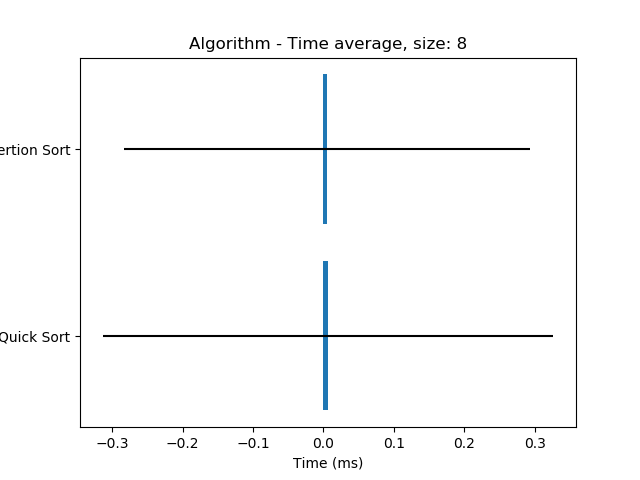 Algorithm - Time average, size: 8
ertion Sort
Quick Sort
−0.3 −0.2 −0.1 0.0 0.1 0.2 0.3
Time (ms)